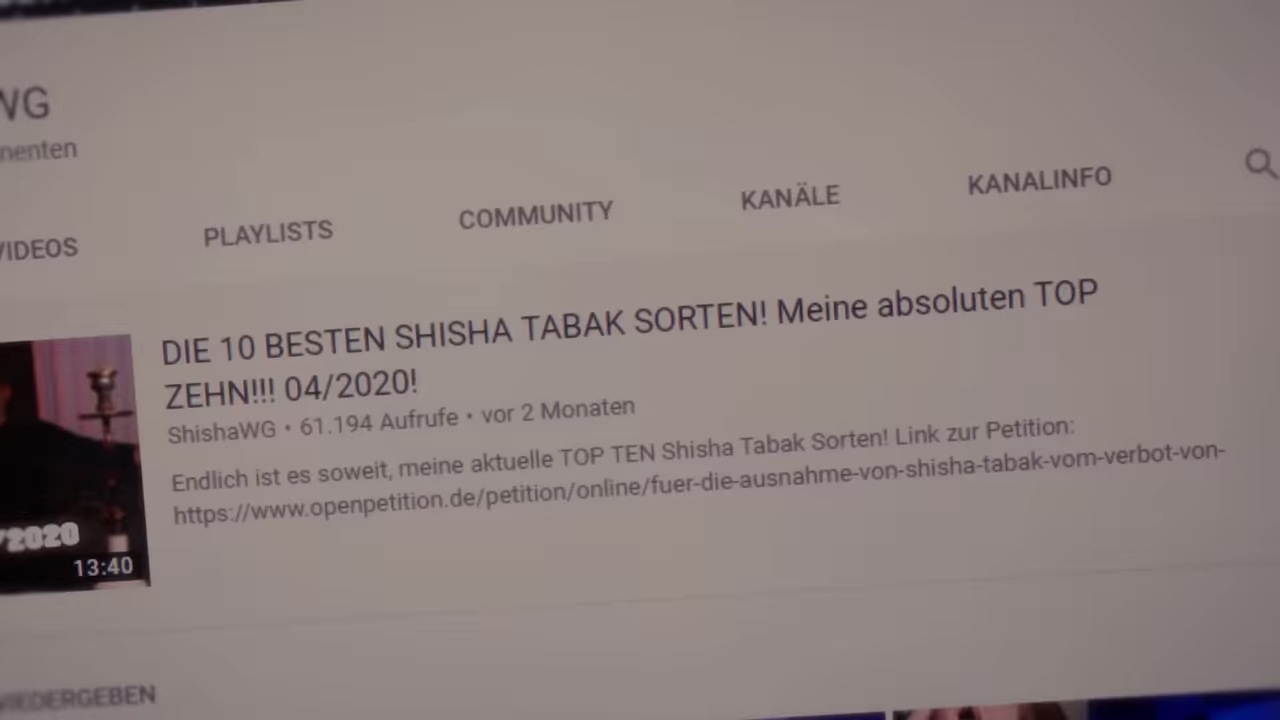 WG
nenten
VIDEOS
PLAYLISTS
COMMUNITY
KANÄLE
KANALINFO
DIE 10 BESTEN SHISHA TABAK SORTEN! Meine absoluten TOP
ZEHN!!! 04/2020!
ShishaWG • 61.194 Aufrufe • vor 2 Monaten
Endlich ist es soweit, meine aktuelle TOP TEN Shisha Tabak Sorten! Link zur Petition:
https://www.openpetition.de/petition/online/fuer-die-ausnahme-von-shisha-tabak-vom-verbot-von-
/2020
13:40
WIEDERGEBEN